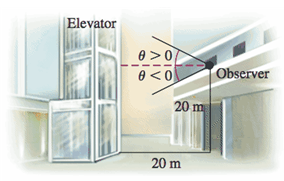 Elevator
θ > 0
θ < 0
Observer
20 m
20 m